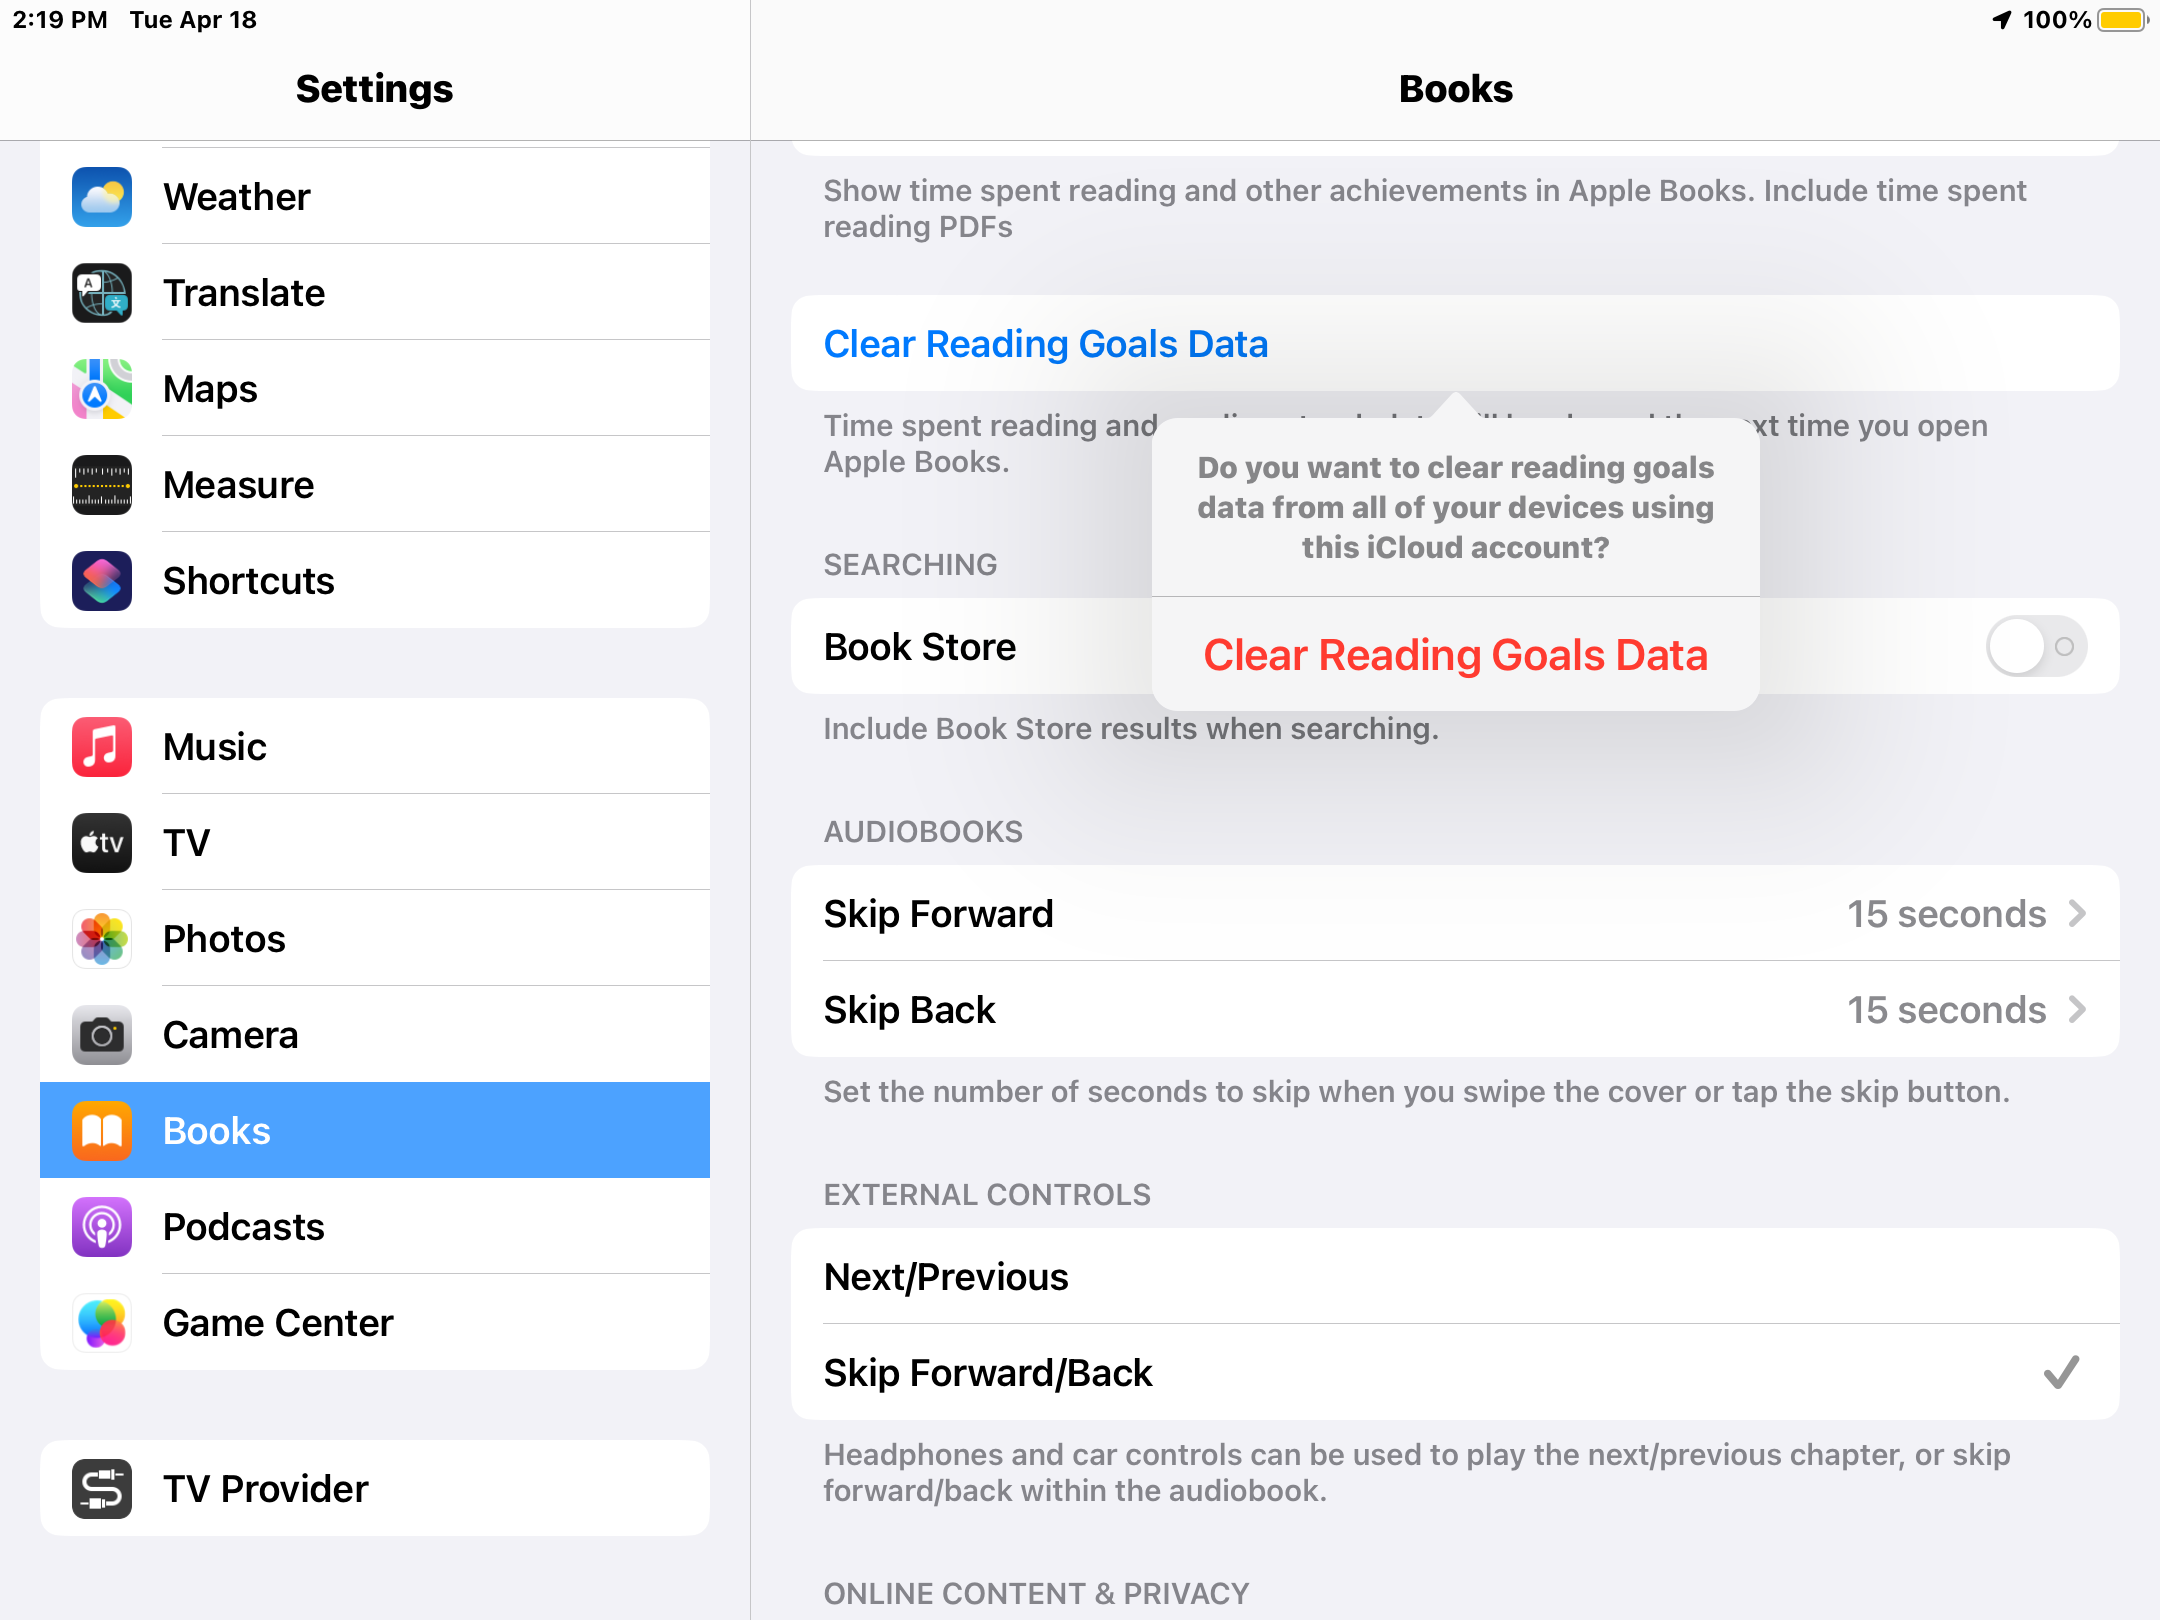 2:19 PM Tue Apr 18
100%
Settings
Weather
Translate
Maps
Measure
Shortcuts
Music
tv
TV
Photos
Camera
Books
Podcasts
Game Center
TV Provider
Books
Show time spent reading and other achievements in Apple Books. Include time spent
reading PDFs
Clear Reading Goals Data
Time spent reading and xt time you open
Apple Books.
Do you want to clear reading goals
data from all of your devices using
this iCloud account?
Clear Reading Goals Data
SEARCHING
Book Store
Include Book Store results when searching.
AUDIOBOOKS
Skip Forward 15 seconds
Skip Back 15 seconds
Set the number of seconds to skip when you swipe the cover or tap the skip button.
EXTERNAL CONTROLS
Next/Previous
Skip Forward/Back
Headphones and car controls can be used to play the next/previous chapter, or skip
forward/back within the audiobook.
ONLINE CONTENT & PRIVACY